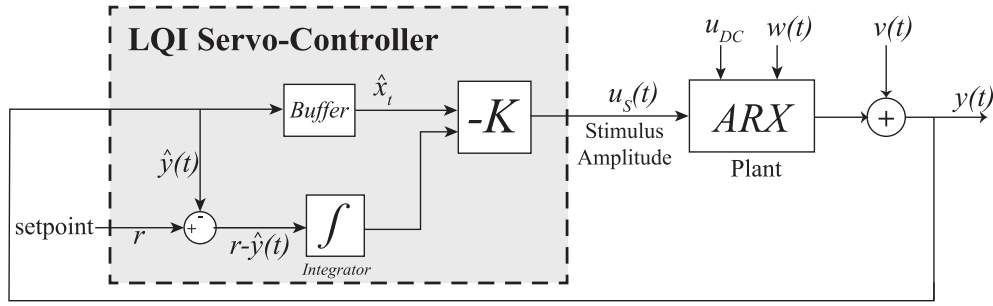 LQI Servo-Controller
Buffer
x̂_t
-K
ŷ(t)
setpoint
r
+
-
r-ŷ(t)
∫
Integrator
u_S(t)
Stimulus
Amplitude
u_DC
w(t)
ARX
Plant
v(t)
+
y(t)